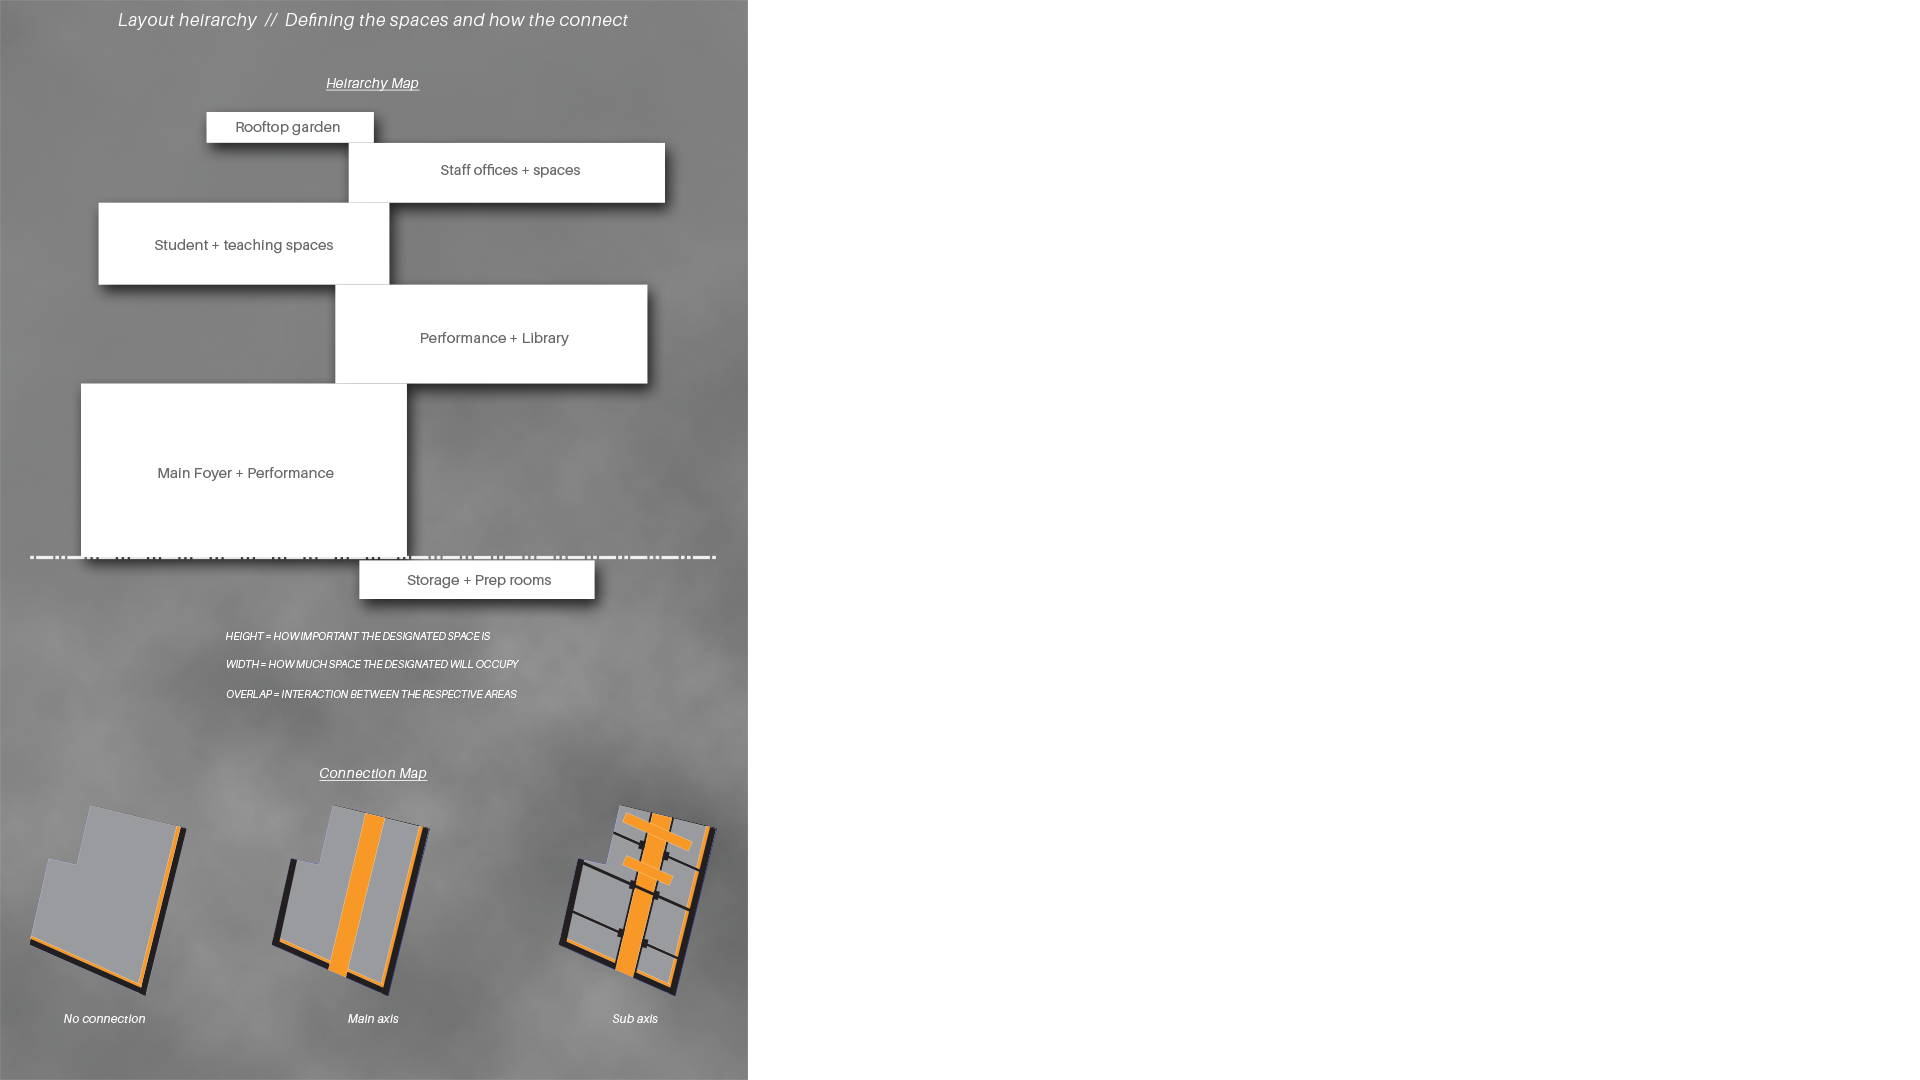 Layout heirarchy // Defining the spaces and how the connect
Heirarchy Map
Rooftop garden
Staff offices + spaces
Student + teaching spaces
Performance + Library
Main Foyer + Performance
Storage + Prep rooms
HEIGHT = HOW IMPORTANT THE DESIGNATED SPACE IS
WIDTH = HOW MUCH SPACE THE DESIGNATED WILL OCCUPY
OVERLAP = INTERACTION BETWEEN THE RESPECTIVE AREAS
Connection Map
No connection
Main axis
Sub axis